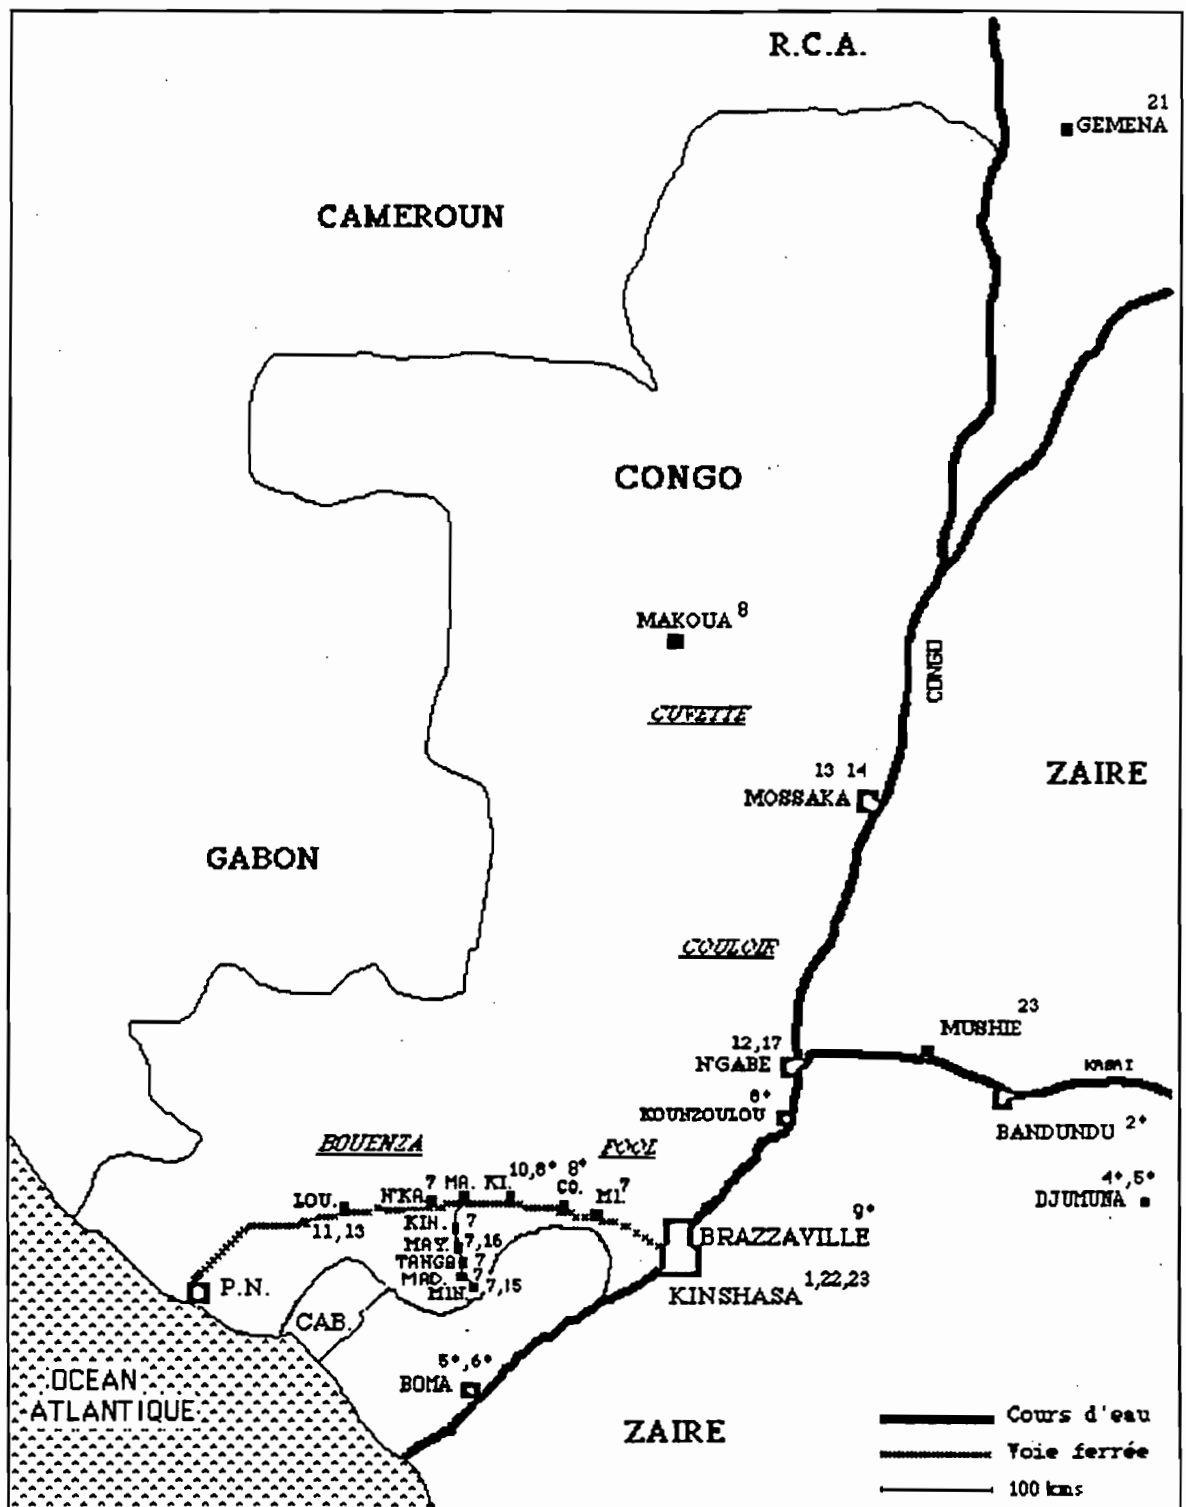 R.C.A.
21
GEMENA
CAMEROUN
CONGO
MAKOUA 8
CONGO
CUVETTE
ZAIRE
13 14
MOSSAKA
GABON
COULOIR
23
MUSHIE
12,17
N'GABE
KASAI
8*
KOUNZOULOU
BANDUNDU 2*
BOUENZA
POOL
4*,5*
DJUMUNA
LOU.
11,13
N'KA.
7
MA.
KI.
10,8*
8*
CO.
MI.
7
KIN. 7
MAY. 7,16
TANGA 7
MAD. 7
MIN. 7,15
9*
BRAZZAVILLE
KINSHASA 1,22,23
P.N.
CAB.
5*,6*
BOMA
OCEAN
ATLANTIQUE
ZAIRE
Cours d'eau
Voie ferrée
100 kms